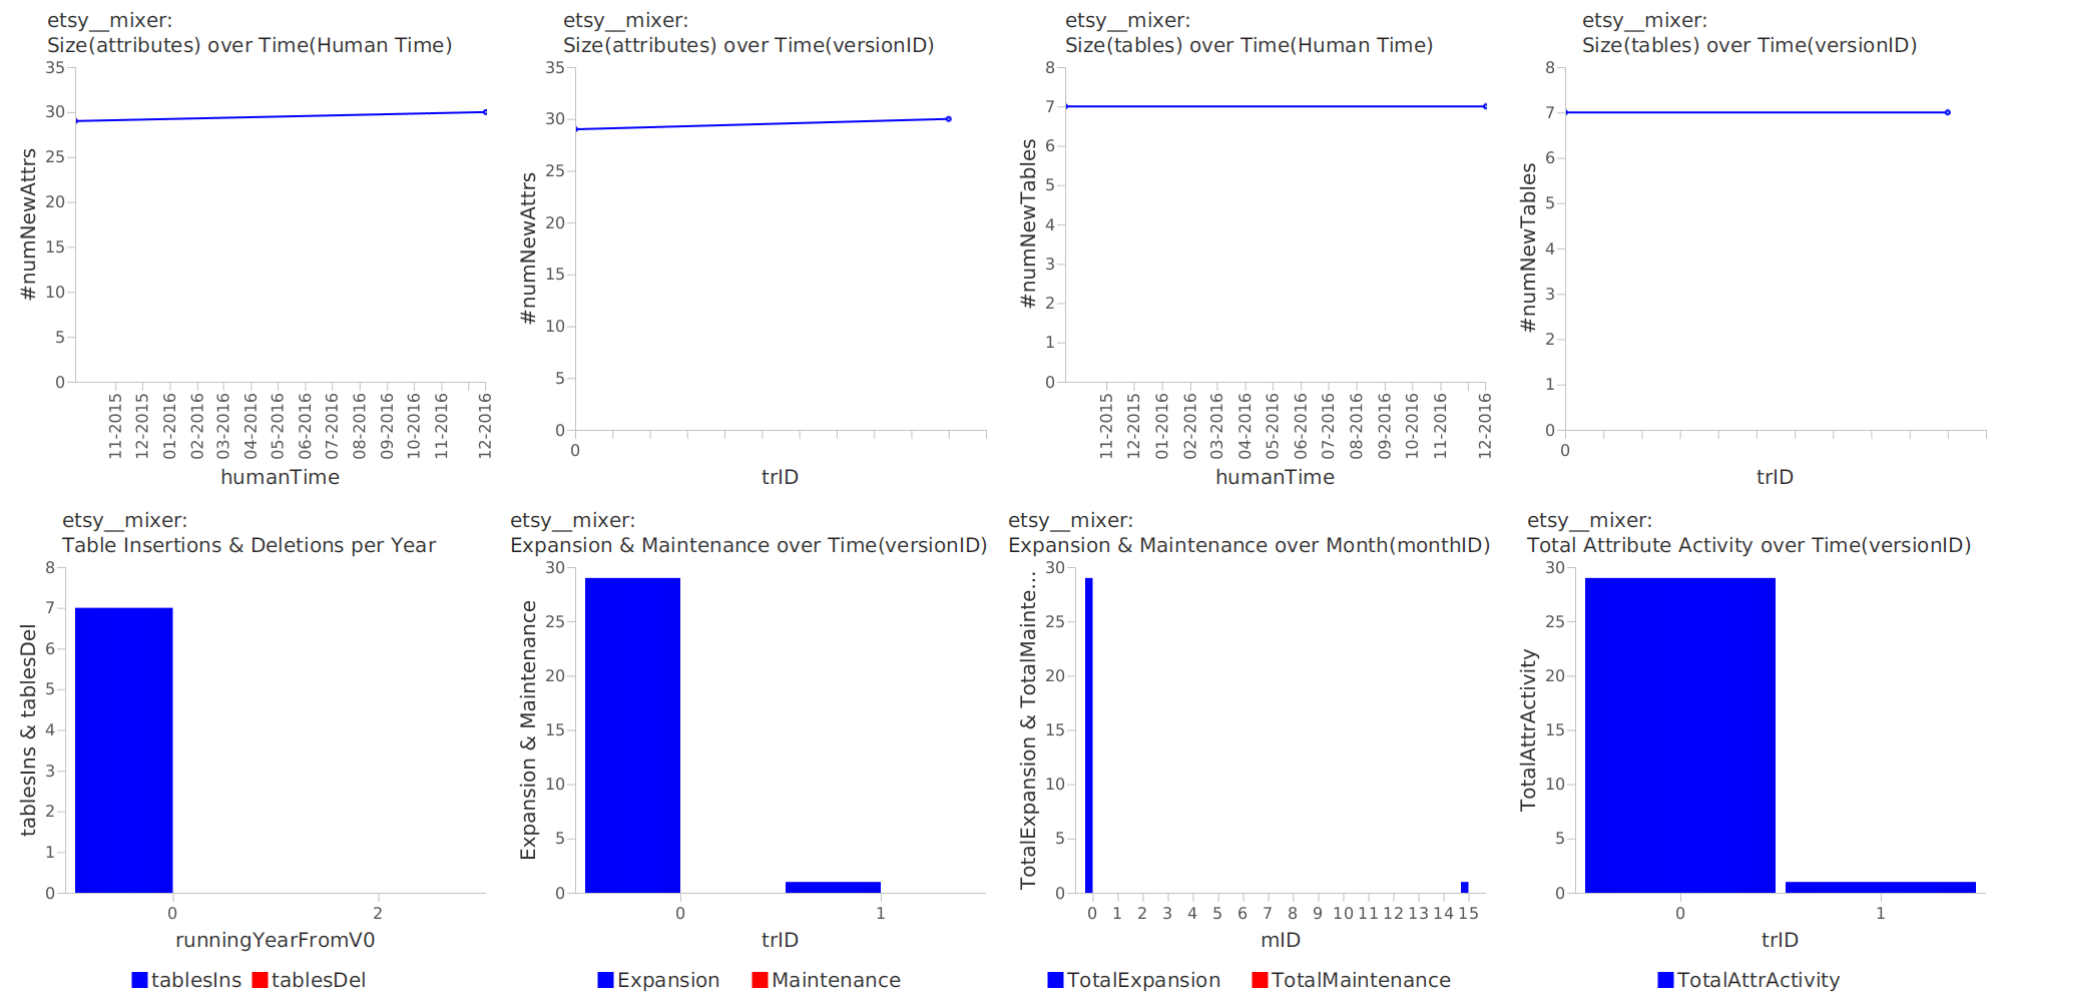 etsy__mixer:
Size(attributes) over Time(Human Time)
35
30
25
20
15
10
5
0
#numNewAttrs
11-2015
12-2015
01-2016
02-2016
03-2016
04-2016
05-2016
06-2016
07-2016
08-2016
09-2016
10-2016
11-2016
12-2016
humanTime
etsy__mixer:
Size(attributes) over Time(versionID)
35
30
25
20
15
10
5
0
#numNewAttrs
0
trID
etsy__mixer:
Size(tables) over Time(Human Time)
8
7
6
5
4
3
2
1
0
#numNewTables
11-2015
12-2015
01-2016
02-2016
03-2016
04-2016
05-2016
06-2016
07-2016
08-2016
09-2016
10-2016
11-2016
12-2016
humanTime
etsy__mixer:
Size(tables) over Time(versionID)
8
7
6
5
4
3
2
1
0
#numNewTables
0
trID
etsy__mixer:
Table Insertions & Deletions per Year
8
7
6
5
4
3
2
1
0
tablesIns & tablesDel
0 2
runningYearFromV0
tablesIns tablesDel
etsy__mixer:
Expansion & Maintenance over Time(versionID)
30
25
20
15
10
5
0
Expansion & Maintenance
0 1
trID
Expansion Maintenance
etsy__mixer:
Expansion & Maintenance over Month(monthID)
30
25
20
15
10
5
0
TotalExpansion & TotalMainte...
0 1 2 3 4 5 6 7 8 9 10 11 12 13 14 15
mID
TotalExpansion TotalMaintenance
etsy__mixer:
Total Attribute Activity over Time(versionID)
30
25
20
15
10
5
0
TotalAttrActivity
0 1
trID
TotalAttrActivity